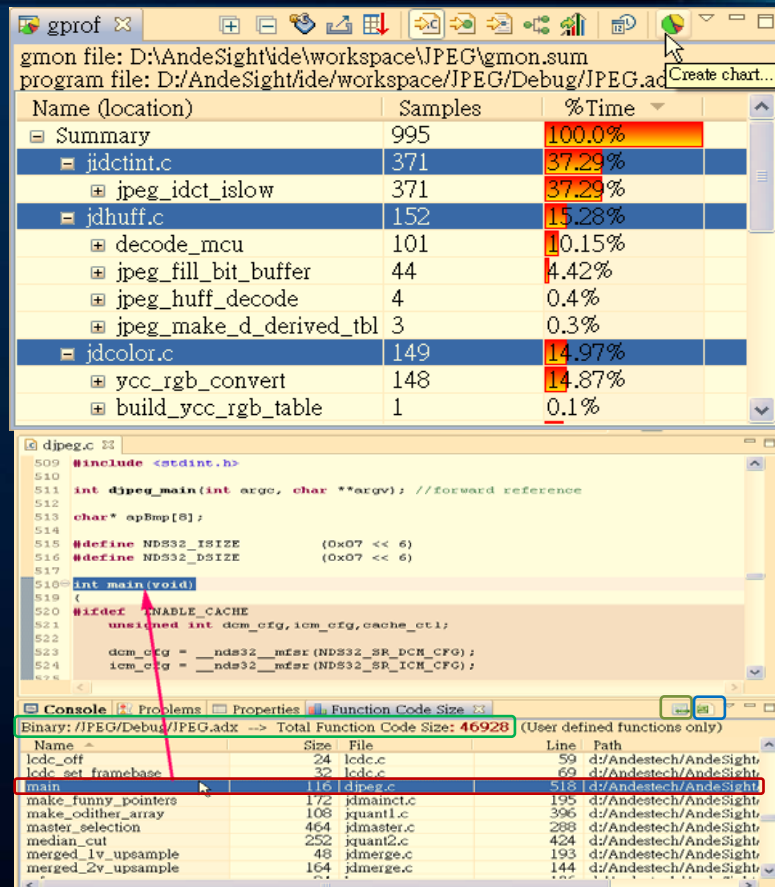 gprof
gmon file: D:\AndeSight\ide\workspace\JPEG\gmon.sum
program file: D:/AndeSight/ide/workspace/JPEG/Debug/JPEG.ad
Create chart...
Name (location) Samples %Time
Summary 995 100.0%
jidctint.c 371 37.29%
jpeg_idct_islow 371 37.29%
jdhuff.c 152 15.28%
decode_mcu 101 10.15%
jpeg_fill_bit_buffer 44 4.42%
jpeg_huff_decode 4 0.4%
jpeg_make_d_derived_tbl 3 0.3%
jdcolor.c 149 14.97%
ycc_rgb_convert 148 14.87%
build_ycc_rgb_table 1 0.1%
djpeg.c
509 #include <stdint.h>
510
511 int djpeg_main(int argc, char **argv); //forward reference
512
513 char* apBmp[8];
514
515 #define NDS32_ISIZE (0x07 << 6)
516 #define NDS32_DSIZE (0x07 << 6)
517
518 int main(void)
519 {
520 #ifdef ENABLE_CACHE
521 unsigned int dcm_cfg,icm_cfg,cache_ctl;
522
523 dcm_cfg = __nds32__mfsr(NDS32_SR_DCM_CFG);
524 icm_cfg = __nds32__mfsr(NDS32_SR_ICM_CFG);
525
Console Problems Properties Function Code Size
Binary: /JPEG/Debug/JPEG.adx --> Total Function Code Size: 46928 (User defined functions only)
Name Size File Line Path
lcdc_off 24 lcdc.c 59 d:/Andestech/AndeSight/
lcdc_set_framebase 32 lcdc.c 69 d:/Andestech/AndeSight/
main 116 djpeg.c 518 d:/Andestech/AndeSight/
make_funny_pointers 172 jdmainct.c 195 d:/Andestech/AndeSight/
make_odither_array 108 jquant1.c 396 d:/Andestech/AndeSight/
master_selection 464 jdmaster.c 288 d:/Andestech/AndeSight/
median_cut 252 jquant2.c 424 d:/Andestech/AndeSight/
merged_1v_upsample 48 jdmerge.c 193 d:/Andestech/AndeSight/
merged_2v_upsample 164 jdmerge.c 144 d:/Andestech/AndeSight/